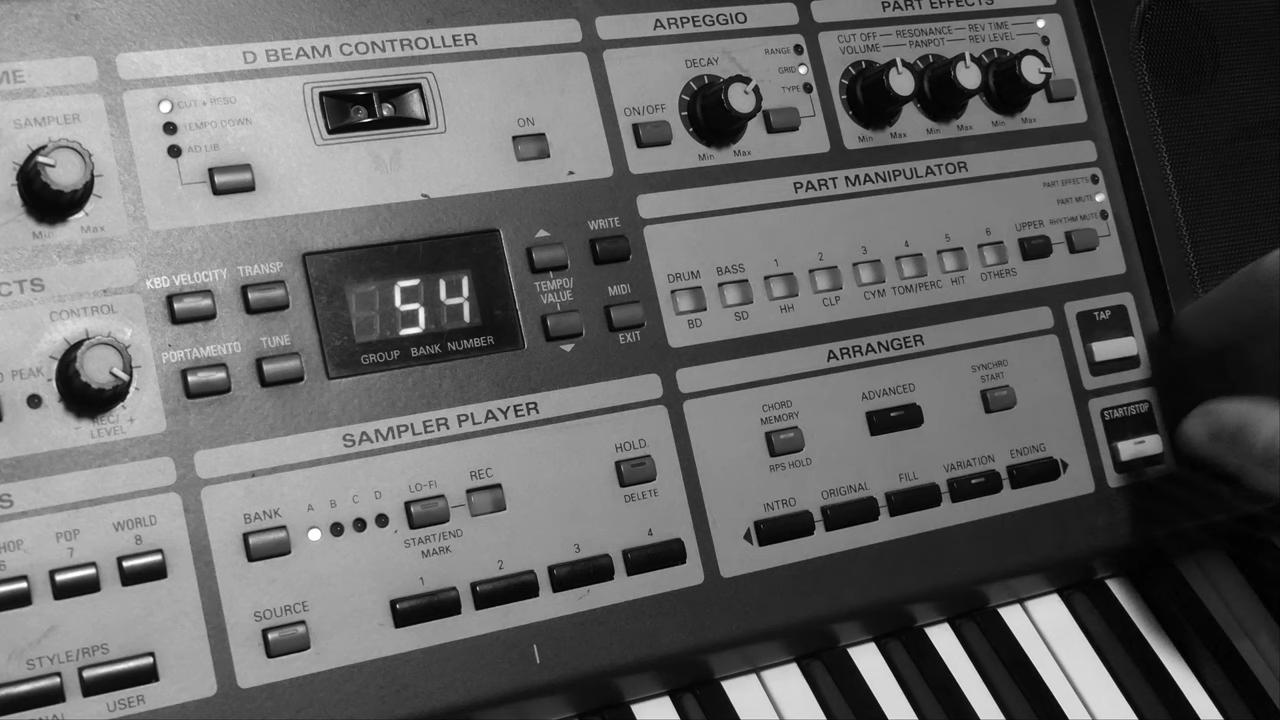 ME
SAMPLER
Min Max
D BEAM CONTROLLER
CUT + RESO
TEMPO DOWN
AD LIB
ON
ARPEGGIO
DECAY
RANGE
GRID
TYPE
ON/OFF
Min Max
PART EFFECTS
CUT OFF RESONANCE REV TIME
VOLUME PANPOT REV LEVEL
Min Max Min Max Min Max
CTS
CONTROL
PEAK
REC/
LEVEL
KBD VELOCITY TRANSP
PORTAMENTO TUNE
54
GROUP BANK NUMBER
WRITE
TEMPO/
VALUE
MIDI
EXIT
PART MANIPULATOR
PART EFFECTS
PART MUTE
RHYTHM MUTE
UPPER
DRUM BASS 1 2 3 4 5 6
BD SD HH CLP CYM TOM/PERC HIT OTHERS
SAMPLER PLAYER
BANK
A B C D
LO-FI REC
START/END
MARK
HOLD
DELETE
SOURCE
1 2 3 4
ARRANGER
CHORD
MEMORY
RPS HOLD
ADVANCED
SYNCHRO
START
INTRO ORIGINAL FILL VARIATION ENDING
TAP
START/STOP
S
HOP POP WORLD
6 7 8
STYLE/RPS
NAL USER